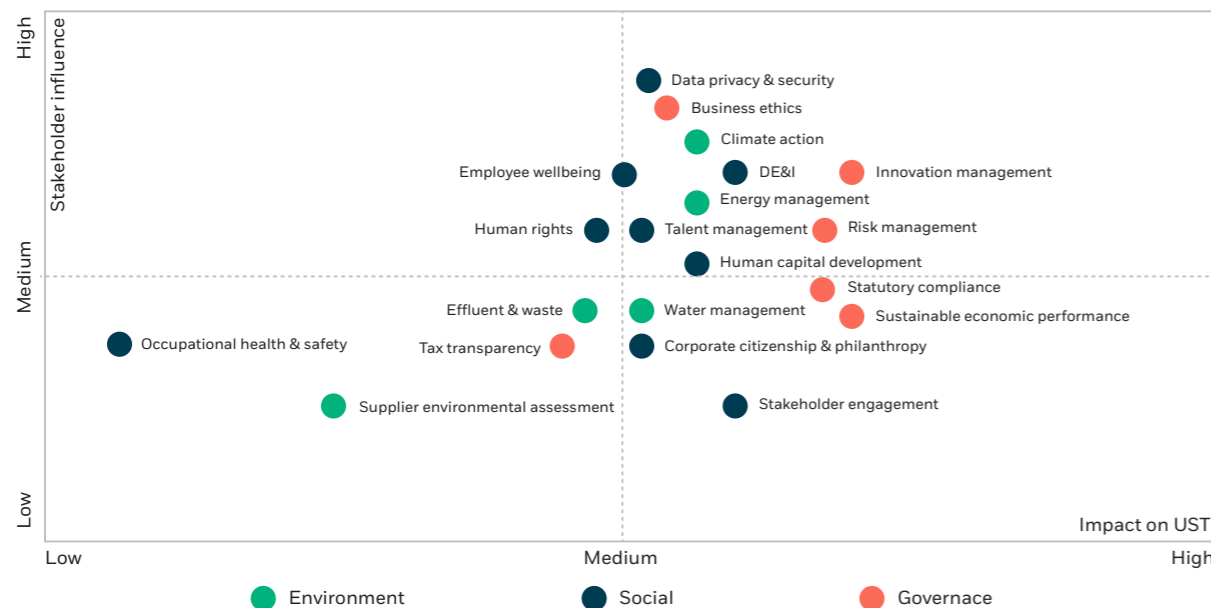 High
Stakeholder influence
Data privacy & security
Business ethics
Climate action
Employee wellbeing
DE&I
Innovation management
Energy management
Human rights
Talent management
Risk management
Human capital development
Medium
Statutory compliance
Effluent & waste
Water management
Sustainable economic performance
Occupational health & safety
Tax transparency
Corporate citizenship & philanthropy
Supplier environmental assessment
Stakeholder engagement
Low
Impact on UST
Low
Medium
High
Environment
Social
Governace